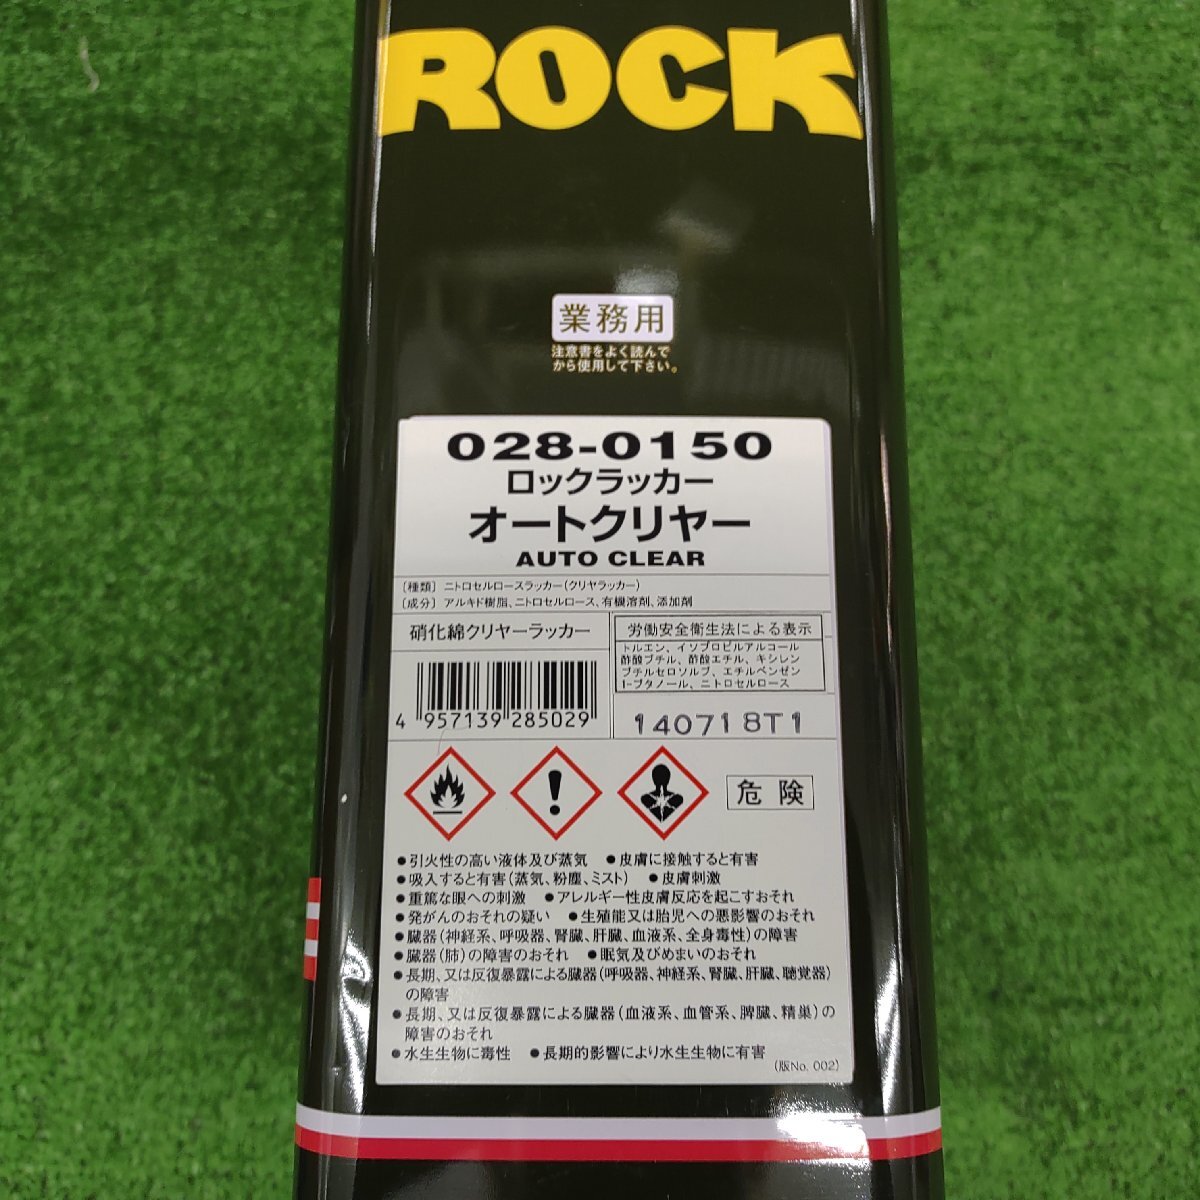 ROCK
業務用
注意書をよく読んで
から使用して下さい。
028-0150
ロックラッカー
オートクリヤー
AUTO CLEAR
〔種類〕 ニトロセルロースラッカー(クリヤラッカー)
〔成分〕 アルキド樹脂、ニトロセルロース、有機溶剤、添加剤
硝化綿クリヤーラッカー
労働安全衛生法による表示
トルエン、イソプロピルアルコール
酢酸ブチル、酢酸エチル、キシレン
ブチルセロソルブ、エチルベンゼン
1-ブタノール、ニトロセルロース
4 957139 285029
140718T1
危険
●引火性の高い液体及び蒸気 ●皮膚に接触すると有害
●吸入すると有害(蒸気、粉塵、ミスト) ●皮膚刺激
●重篤な眼への刺激 ●アレルギー性皮膚反応を起こすおそれ
●発がんのおそれの疑い ●生殖能又は胎児への悪影響のおそれ
●臓器(神経系、呼吸器、腎臓、肝臓、血液系、全身毒性)の障害
●臓器(肺)の障害のおそれ ●眠気及びめまいのおそれ
●長期、又は反復暴露による臓器(呼吸器、神経系、腎臓、肝臓、聴覚器)
の障害
●長期、又は反復暴露による臓器(血液系、血管系、脾臓、精巣)の
障害のおそれ
●水生生物に毒性 ●長期的影響により水生生物に有害
(版No. 002)